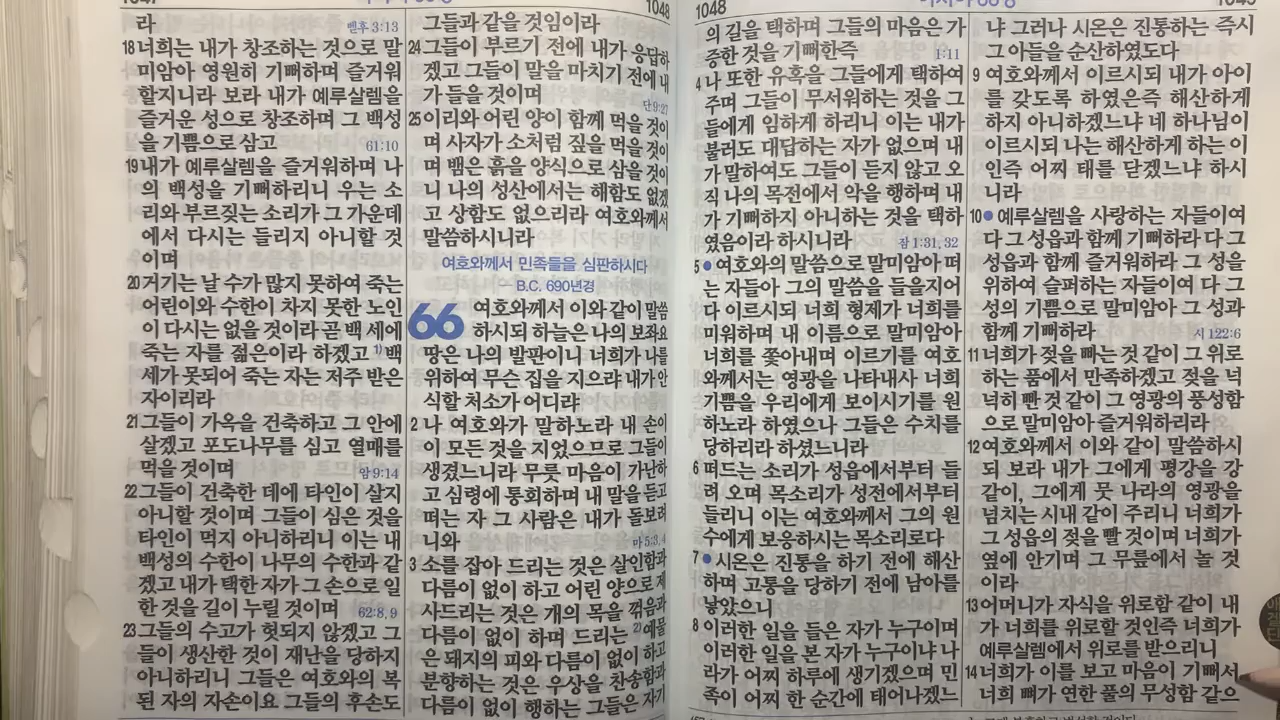 1048
라 벧후 3:13
18 너희는 내가 창조하는 것으로 말
미암아 영원히 기뻐하며 즐거워
할지니라 보라 내가 예루살렘을
즐거운 성으로 창조하며 그 백성
을 기쁨으로 삼고 61:10
19 내가 예루살렘을 즐거워하며 나
의 백성을 기뻐하리니 우는 소
리와 부르짖는 소리가 그 가운데
에서 다시는 들리지 아니할 것
이며
20 거기는 날 수가 많지 못하여 죽는
어린이와 수한이 차지 못한 노인
이 다시는 없을 것이라 곧 백 세에
죽는 자를 젊은이라 하겠고 1)백
세가 못되어 죽는 자는 저주 받은
자이리라
21 그들이 가옥을 건축하고 그 안에
살겠고 포도나무를 심고 열매를
먹을 것이며 암 9:14
22 그들이 건축한 데에 타인이 살지
아니할 것이며 그들이 심은 것을
타인이 먹지 아니하리니 이는 내
백성의 수한이 나무의 수한과 같
겠고 내가 택한 자가 그 손으로 일
한 것을 길이 누릴 것이며 62:8, 9
23 그들의 수고가 헛되지 않겠고 그
들이 생산한 것이 재난을 당하지
아니하리니 그들은 여호와의 복
된 자의 자손이요 그들의 후손도
그들과 같을 것임이라
24 그들이 부르기 전에 내가 응답하
겠고 그들이 말을 마치기 전에 내
가 들을 것이며 단 9:27
25 이리와 어린 양이 함께 먹을 것이
며 사자가 소처럼 짚을 먹을 것이
며 뱀은 흙을 양식으로 삼을 것이
니 나의 성산에서는 해함도 없겠
고 상함도 없으리라 여호와께서
말씀하시니라
여호와께서 민족들을 심판하시다
– B.C. 690년경
66 여호와께서 이와 같이 말씀
하시되 하늘은 나의 보좌요
땅은 나의 발판이니 너희가 나를
위하여 무슨 집을 지으랴 내가 안
식할 처소가 어디랴
2 나 여호와가 말하노라 내 손이
이 모든 것을 지었으므로 그들이
생겼느니라 무릇 마음이 가난하
고 심령에 통회하며 내 말을 듣고
떠는 자 그 사람은 내가 돌보려
니와 마 5:3, 4
3 소를 잡아 드리는 것은 살인함과
다름이 없이 하고 어린 양으로 제
사드리는 것은 개의 목을 꺾음과
다름이 없이 하며 드리는 2)예물
은 돼지의 피와 다름이 없이 하고
분향하는 것은 우상을 찬송함과
다름이 없이 행하는 그들은 자기
1048
의 길을 택하며 그들의 마음은 가
증한 것을 기뻐한즉 1:11
4 나 또한 유혹을 그들에게 택하여
주며 그들이 무서워하는 것을 그
들에게 임하게 하리니 이는 내가
불러도 대답하는 자가 없으며 내
가 말하여도 그들이 듣지 않고 오
직 나의 목전에서 악을 행하며 내
가 기뻐하지 아니하는 것을 택하
였음이라 하시니라 잠 1:31, 32
5 ● 여호와의 말씀으로 말미암아 떠
는 자들아 그의 말씀을 들을지어
다 이르시되 너희 형제가 너희를
미워하며 내 이름으로 말미암아
너희를 쫓아내며 이르기를 여호
와께서는 영광을 나타내사 너희
기쁨을 우리에게 보이시기를 원
하노라 하였으나 그들은 수치를
당하리라 하셨느니라
6 떠드는 소리가 성읍에서부터 들
려 오며 목소리가 성전에서부터
들리니 이는 여호와께서 그의 원
수에게 보응하시는 목소리로다
7 ● 시온은 진통을 하기 전에 해산
하며 고통을 당하기 전에 남아를
낳았으니
8 이러한 일을 들은 자가 누구이며
이러한 일을 본 자가 누구이냐 나
라가 어찌 하루에 생기겠으며 민
족이 어찌 한 순간에 태어나겠느
냐 그러나 시온은 진통하는 즉시
그 아들을 순산하였도다
9 여호와께서 이르시되 내가 아이
를 갖도록 하였은즉 해산하게
하지 아니하겠느냐 네 하나님이
이르시되 나는 해산하게 하는 이
인즉 어찌 태를 닫겠느냐 하시
니라
10 ● 예루살렘을 사랑하는 자들이여
다 그 성읍과 함께 기뻐하라 다 그
성읍과 함께 즐거워하라 그 성을
위하여 슬퍼하는 자들이여 다 그
성의 기쁨으로 말미암아 그 성과
함께 기뻐하라 시 122:6
11 너희가 젖을 빠는 것 같이 그 위로
하는 품에서 만족하겠고 젖을 넉
넉히 빤 것 같이 그 영광의 풍성함
으로 말미암아 즐거워하리라
12 여호와께서 이와 같이 말씀하시
되 보라 내가 그에게 평강을 강
같이, 그에게 뭇 나라의 영광을
넘치는 시내 같이 주리니 너희가
그 성읍의 젖을 빨 것이며 너희가
옆에 안기며 그 무릎에서 놀 것
이라
13 어머니가 자식을 위로함 같이 내
가 너희를 위로할 것인즉 너희가
예루살렘에서 위로를 받으리니
14 너희가 이를 보고 마음이 기뻐서
너희 뼈가 연한 풀의 무성함 같으